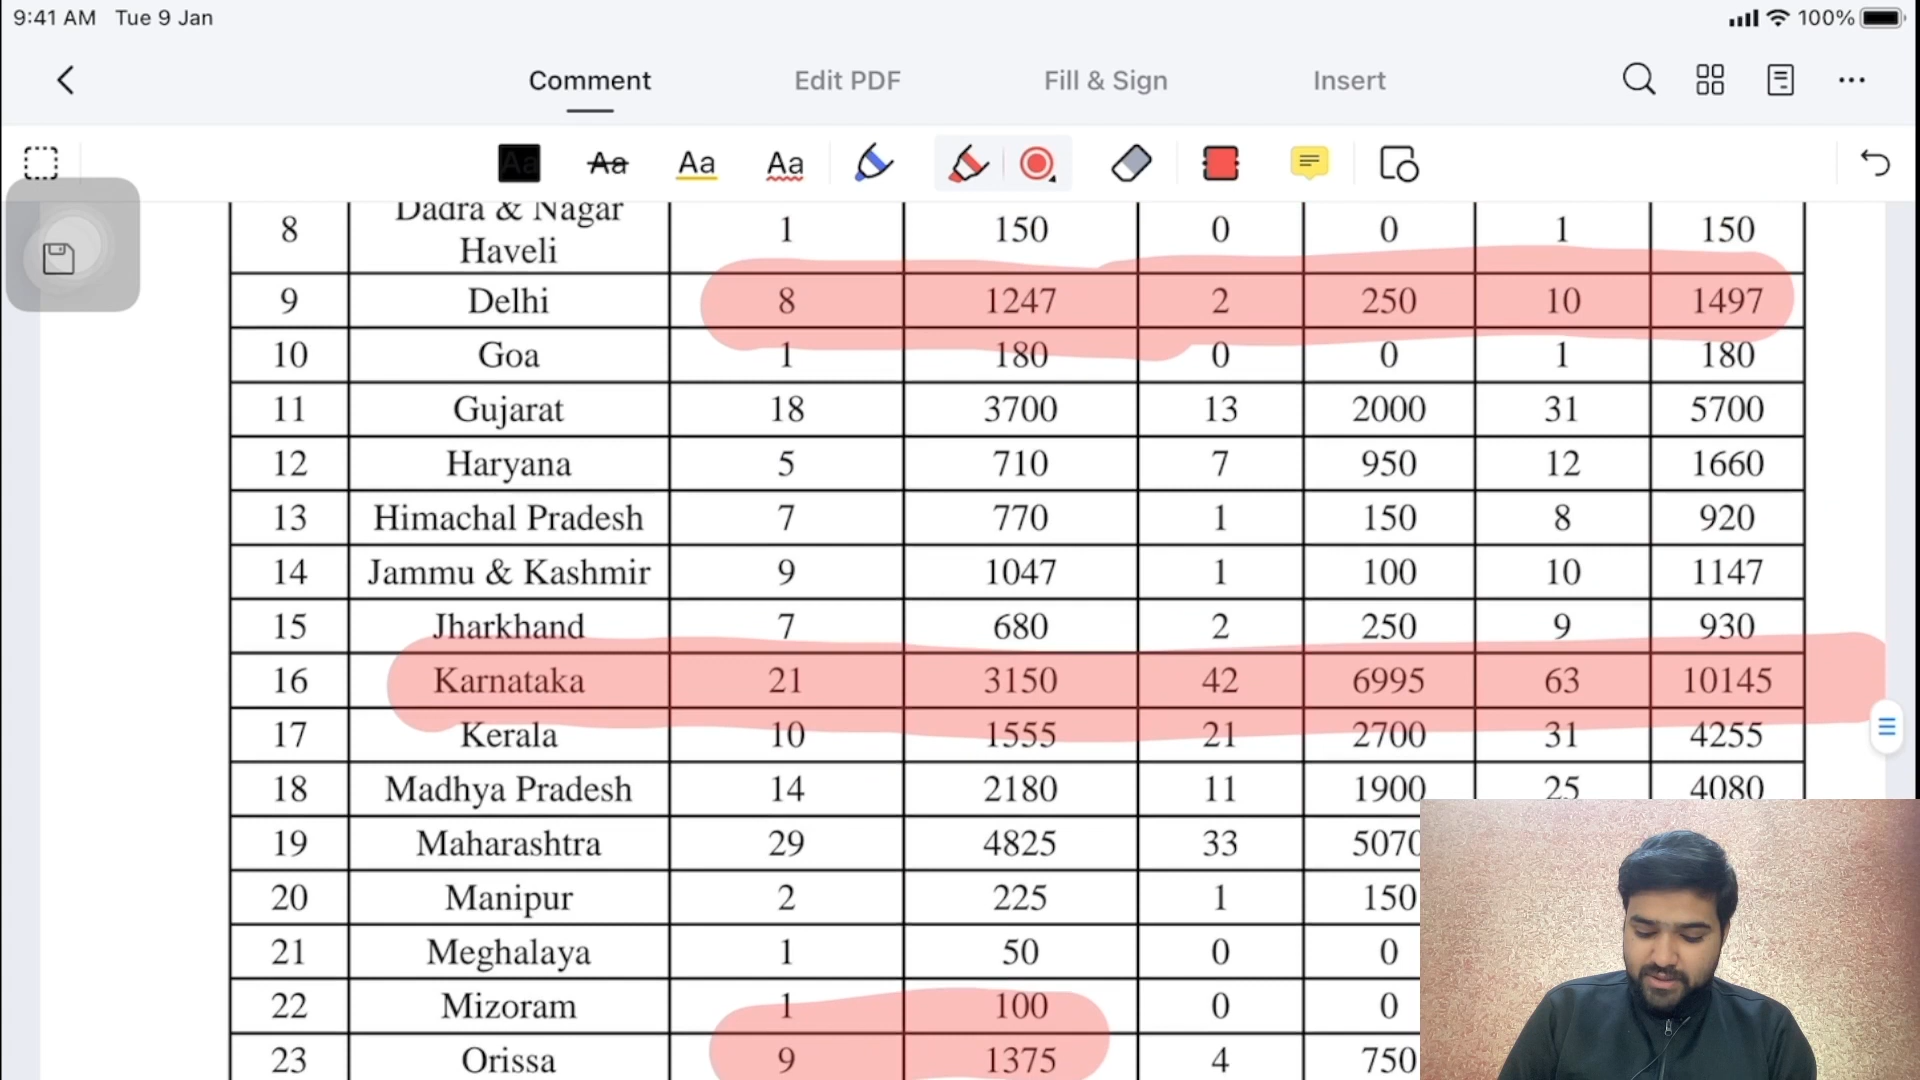 9:41 AM Tue 9 Jan 100%
Comment Edit PDF Fill & Sign Insert
Aa Aa Aa Aa
8 Dadra & Nagar Haveli 1 150 0 0 1 150
9 Delhi 8 1247 2 250 10 1497
10 Goa 1 180 0 0 1 180
11 Gujarat 18 3700 13 2000 31 5700
12 Haryana 5 710 7 950 12 1660
13 Himachal Pradesh 7 770 1 150 8 920
14 Jammu & Kashmir 9 1047 1 100 10 1147
15 Jharkhand 7 680 2 250 9 930
16 Karnataka 21 3150 42 6995 63 10145
17 Kerala 10 1555 21 2700 31 4255
18 Madhya Pradesh 14 2180 11 1900 25 4080
19 Maharashtra 29 4825 33 5070
20 Manipur 2 225 1 150
21 Meghalaya 1 50 0 0
22 Mizoram 1 100 0 0
23 Orissa 9 1375 4 750